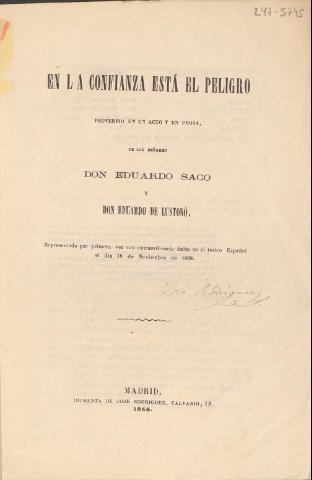 247-5745
EN LA CONFIANZA ESTÁ EL PELIGRO
PROVERBIO EN UN ACTO Y EN PROSA,
DE LOS SEÑORES
DON EDUARDO SACO
Y
DON EDUARDO DE LUSTONÓ.
Representado por primera vez con extraordinario éxito en el teatro Español
el dia 16 de Noviembre de 1868.
José Rodriguez
MADRID,
IMPRENTA DE JOSÉ RODRIGUEZ, CALVARIO, 18.
1868.